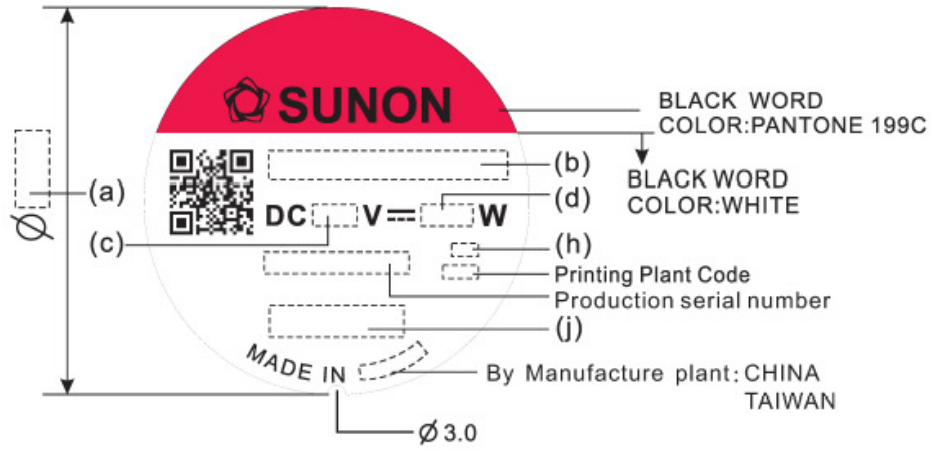 SUNON
BLACK WORD
COLOR:PANTONE 199C
(b)
(a)
BLACK WORD
COLOR:WHITE
(d)
DC V W
Ø
(c)
(h)
Printing Plant Code
Production serial number
(j)
MADE IN
By Manufacture plant: CHINA
TAIWAN
Ø 3.0